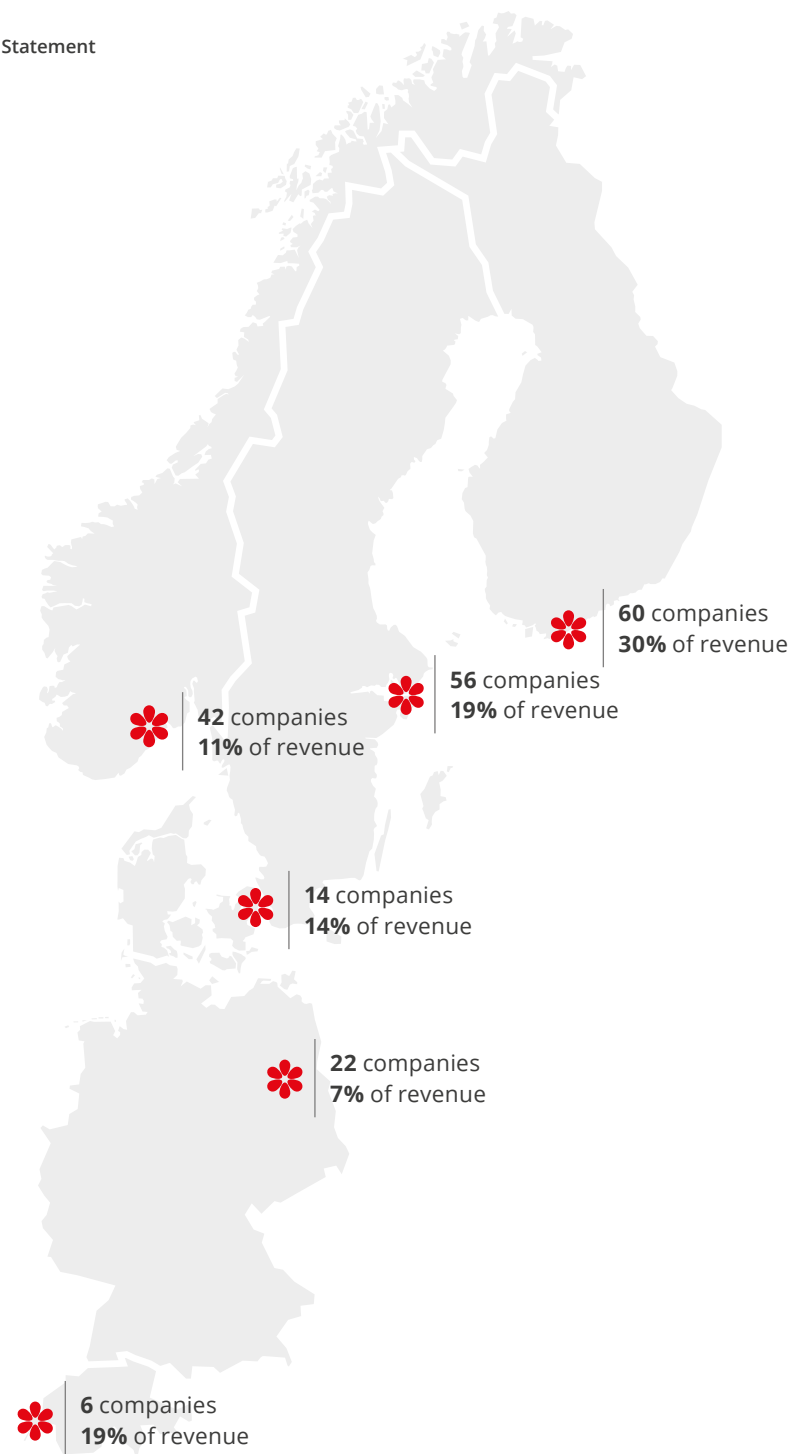 Statement
60 companies
30% of revenue
56 companies
19% of revenue
42 companies
11% of revenue
14 companies
14% of revenue
22 companies
7% of revenue
6 companies
19% of revenue